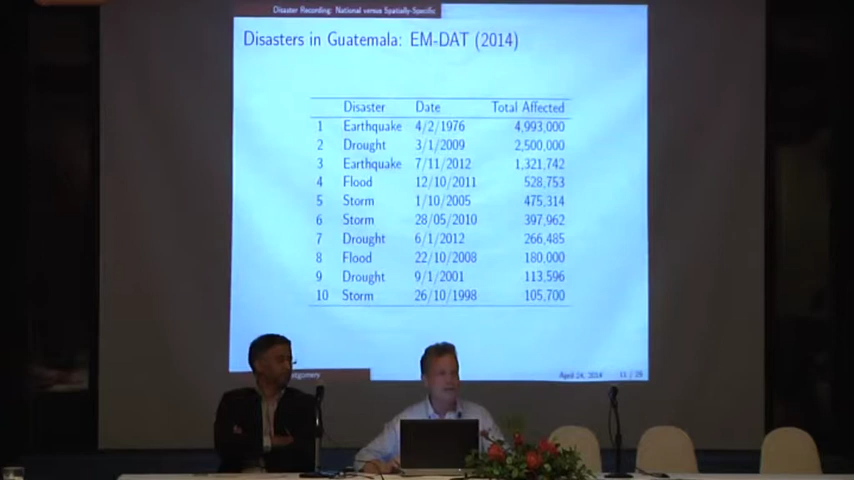 Disaster Recording: National versus Spatially-Specific
Disasters in Guatemala: EM-DAT (2014)
Disaster Date Total Affected
1 Earthquake 4/2/1976 4,993,000
2 Drought 3/1/2009 2,500,000
3 Earthquake 7/11/2012 1,321,742
4 Flood 12/10/2011 528,753
5 Storm 1/10/2005 475,314
6 Storm 28/05/2010 397,962
7 Drought 6/1/2012 266,485
8 Flood 22/10/2008 180,000
9 Drought 9/1/2001 113,596
10 Storm 26/10/1998 105,700
April 24, 2014